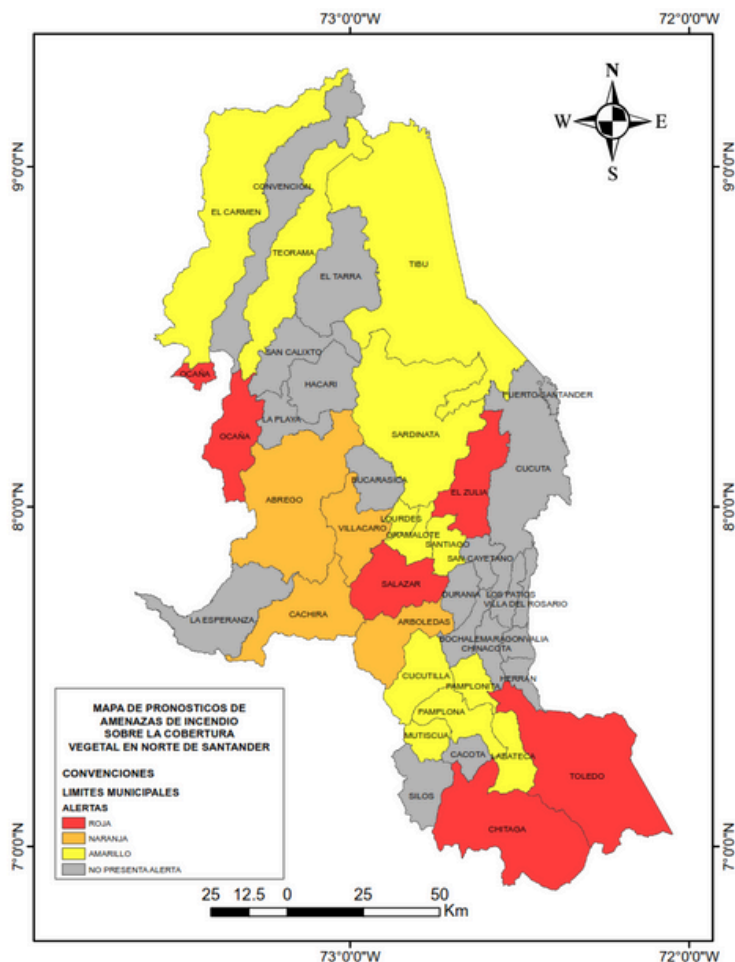 73°0'0"W
72°0'0"W
N
W
E
S
9°0'0"N
9°0'0"N
CONVENCION
EL CARMEN
TEORAMA
TIBU
EL TARRA
SAN CALIXTO
OCAÑA
HACARI
PUERTO SANTANDER
LA PLAYA
OCAÑA
SARDINATA
CUCUTA
BUCARASICA
EL ZULIA
ABREGO
8°0'0"N
8°0'0"N
LOURDES
VILLACARO
GRAMALOTE
SANTIAGO
SAN CAYETANO
SALAZAR
DURANIA
LOS PATIOS
VILLA DEL ROSARIO
CACHIRA
LA ESPERANZA
ARBOLEDAS
BOCHALEMA
RAGONVALIA
CHINACOTA
CUCUTILLA
PAMPLONITA
HERRAN
PAMPLONA
MUTISCUA
CACOTA
LABATECA
TOLEDO
SILOS
CHITAGA
7°0'0"N
7°0'0"N
MAPA DE PRONOSTICOS DE
AMENAZAS DE INCENDIO
SOBRE LA COBERTURA
VEGETAL EN NORTE DE SANTANDER
CONVENCIONES
LIMITES MUNICIPALES
ALERTAS
ROJA
NARANJA
AMARILLO
NO PRESENTA ALERTA
25 12.5 0 25 50
Km
73°0'0"W
72°0'0"W